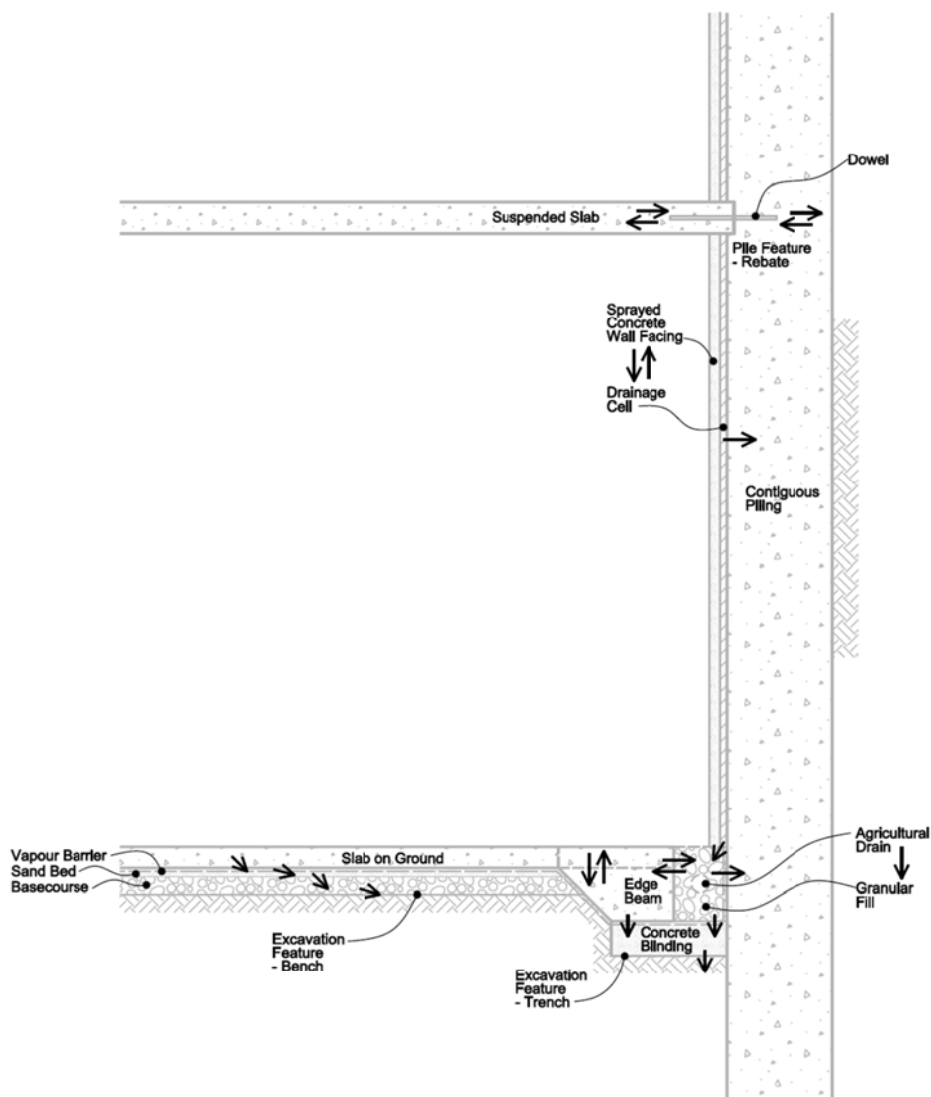 Dowel
Suspended Slab
Pile Feature
- Rebate
Sprayed
Concrete
Wall Facing
Drainage
Cell
Contiguous
Piling
Vapour Barrier
Sand Bed
Basecourse
Slab on Ground
Edge
Beam
Agricultural
Drain
Granular
Fill
Concrete
Blinding
Excavation
Feature
- Bench
Excavation
Feature
- Trench